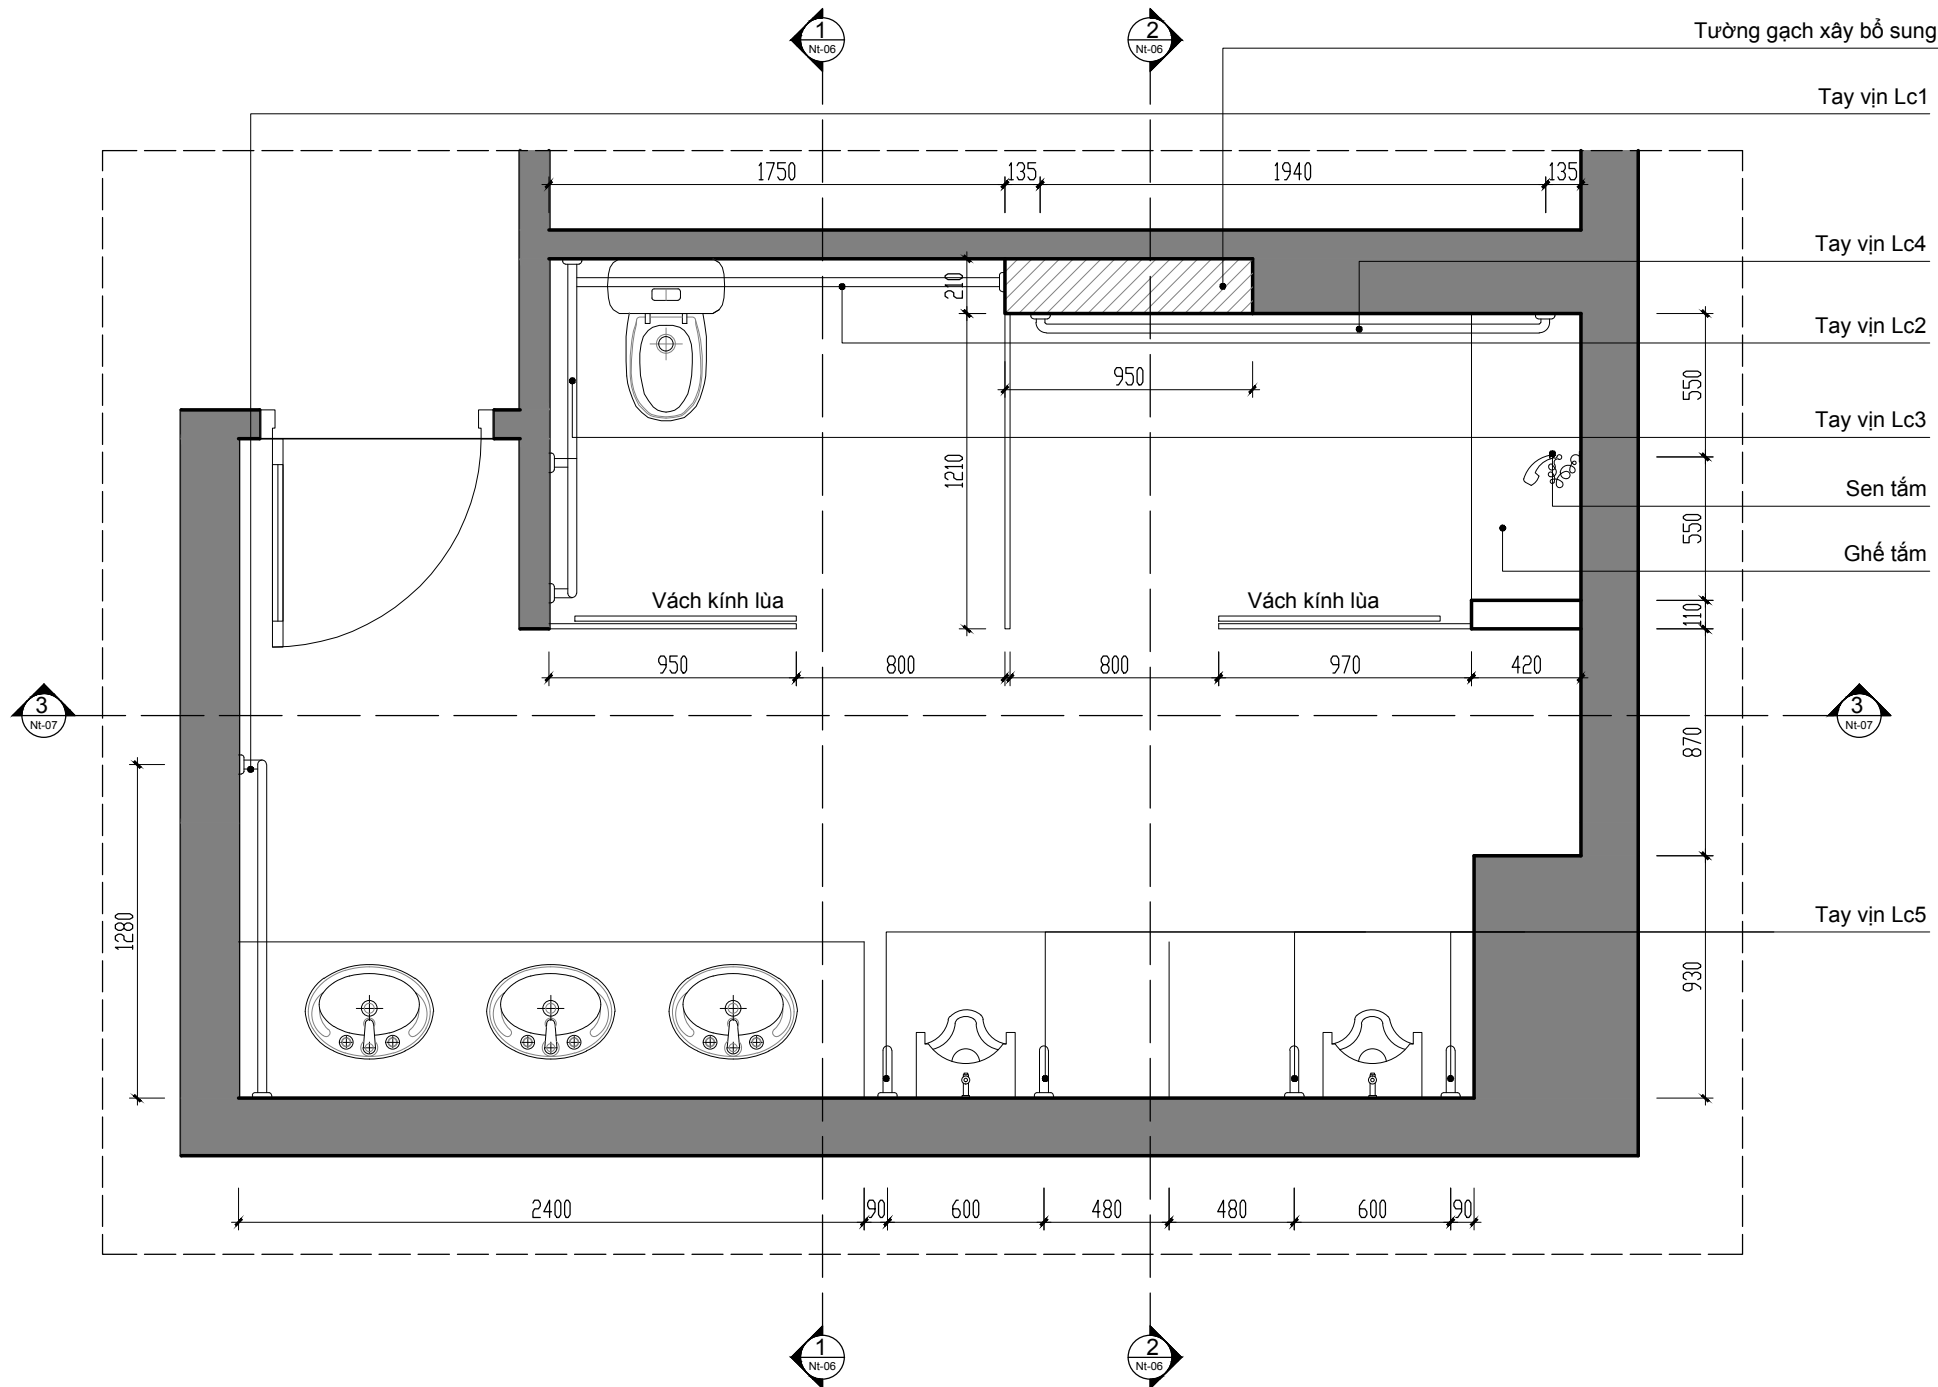 1
Nt-06
2
Nt-06
Tường gạch xây bổ sung
Tay vịn Lc1
1750
135
1940
135
Tay vịn Lc4
210
Tay vịn Lc2
950
550
Tay vịn Lc3
1210
Sen tắm
550
Ghế tắm
Vách kính lùa
Vách kính lùa
110
950
800
800
970
420
3
Nt-07
3
Nt-07
870
1280
Tay vịn Lc5
930
2400
90
600
480
480
600
90
1
Nt-06
2
Nt-06